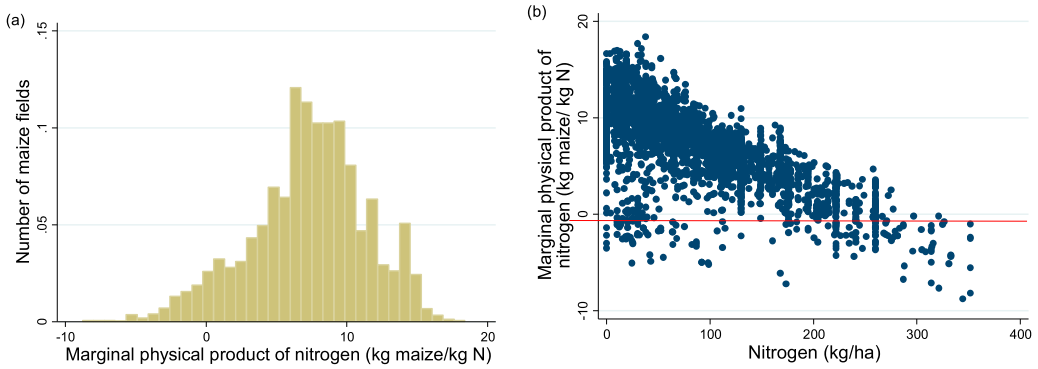 (a)
.15
.1
.05
0
Number of maize fields
-10
0
10
20
Marginal physical product of nitrogen (kg maize/kg N)
(b)
20
10
0
-10
Marginal physical product of
nitrogen (kg maize/ kg N)
0
100
200
300
400
Nitrogen (kg/ha)